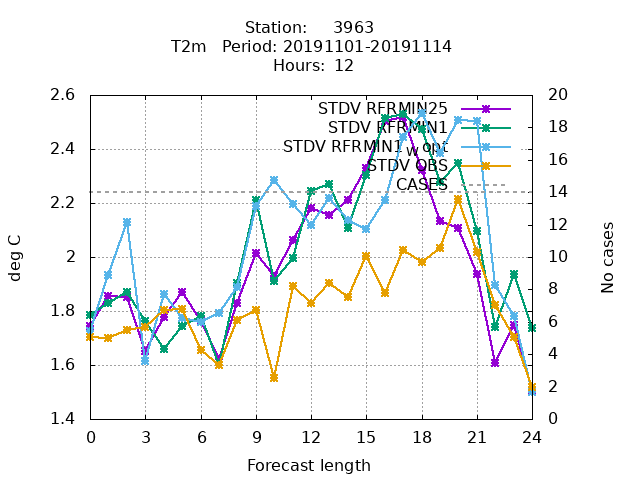 Station: 3963
T2m Period: 20191101-20191114
Hours: 12
2.6
2.4
2.2
2
1.8
1.6
1.4
deg C
STDV RFRMIN25
STDV RFRMIN1
STDV RFRMIN1_w_opt
STDV OBS
CASES
20
18
16
14
12
10
8
6
4
2
0
No cases
0 3 6 9 12 15 18 21 24
Forecast length